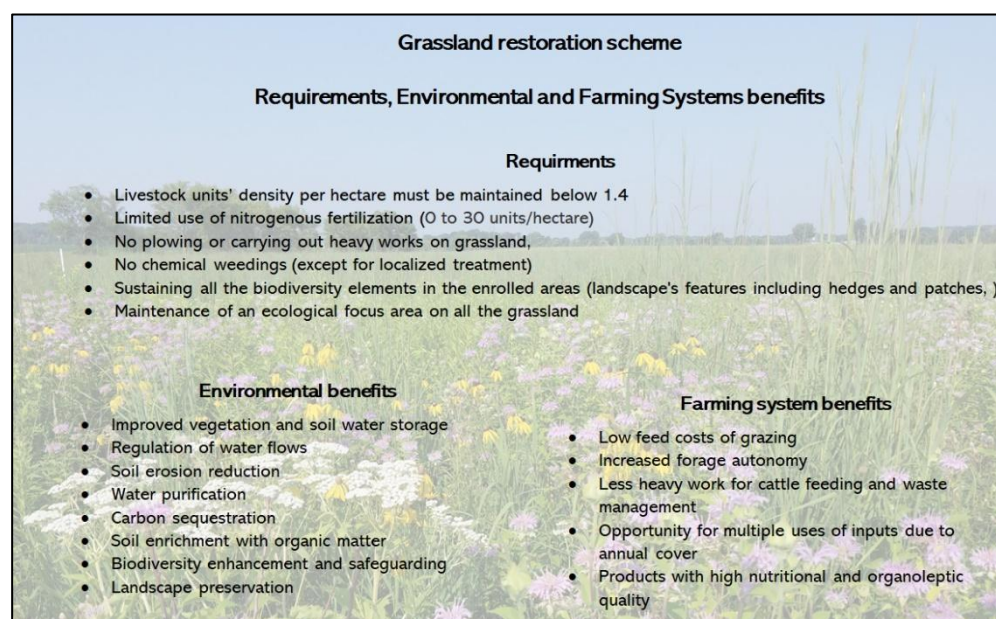 Grassland restoration scheme
Requirements, Environmental and Farming Systems benefits
Requirments
• Livestock units' density per hectare must be maintained below 1.4
• Limited use of nitrogenous fertilization (0 to 30 units/hectare)
• No plowing or carrying out heavy works on grassland,
• No chemical weedings (except for localized treatment)
• Sustaining all the biodiversity elements in the enrolled areas (landscape's features including hedges and patches, )
• Maintenance of an ecological focus area on all the grassland
Environmental benefits
• Improved vegetation and soil water storage
• Regulation of water flows
• Soil erosion reduction
• Water purification
• Carbon sequestration
• Soil enrichment with organic matter
• Biodiversity enhancement and safeguarding
• Landscape preservation
Farming system benefits
• Low feed costs of grazing
• Increased forage autonomy
• Less heavy work for cattle feeding and waste
management
• Opportunity for multiple uses of inputs due to
annual cover
• Products with high nutritional and organoleptic
quality